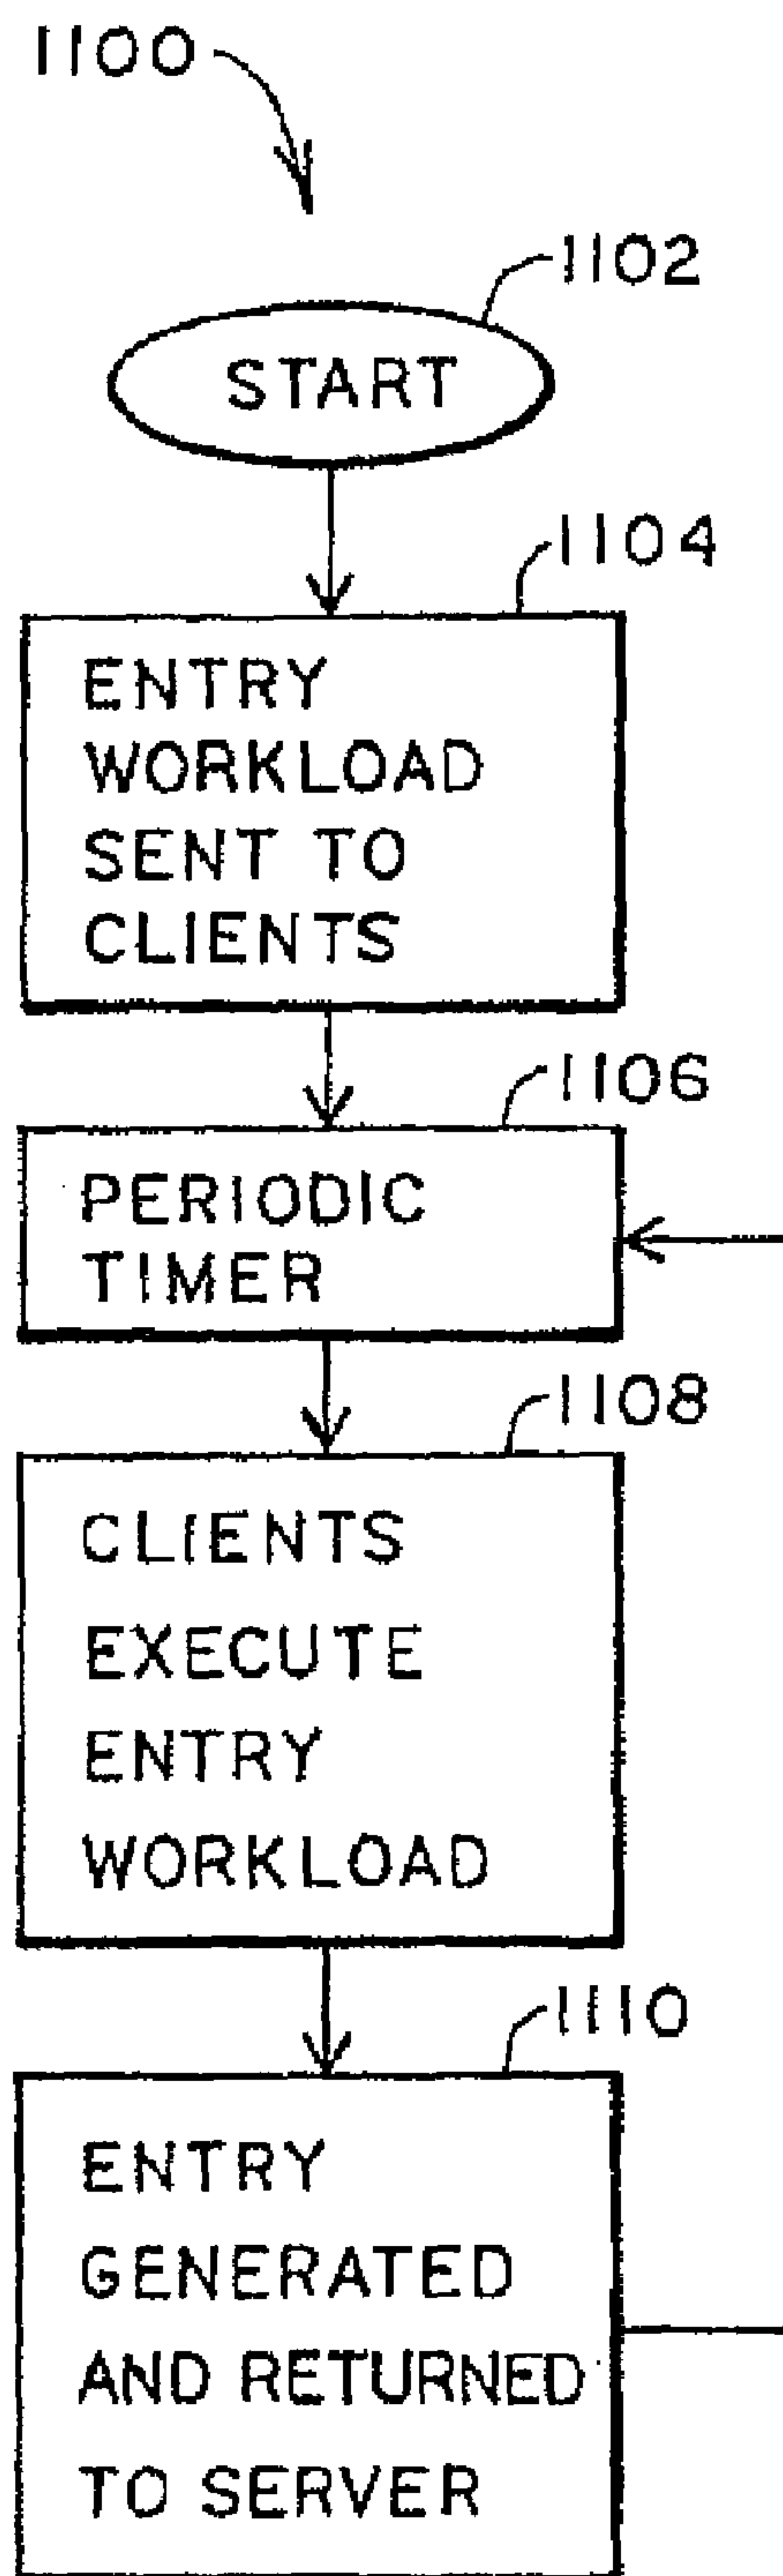 1100
1102
START
1104
ENTRY
WORKLOAD
SENT TO
CLIENTS
1106
PERIODIC
TIMER
1108
CLIENTS
EXECUTE
ENTRY
WORKLOAD
1110
ENTRY
GENERATED
AND RETURNED
TO SERVER